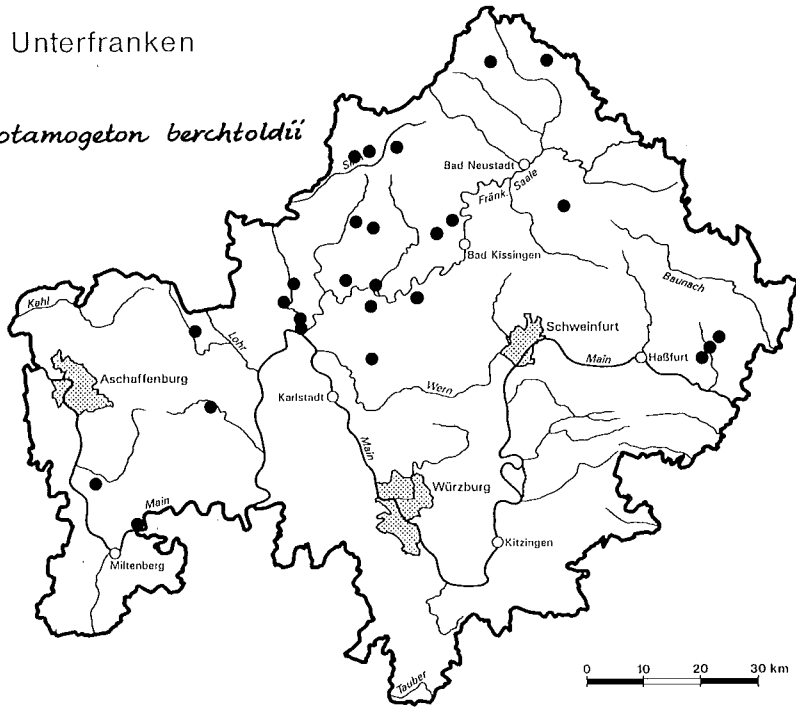 Unterfranken
otamogeton berchtoldii
Sinn
Bad Neustadt
Fränk. Saale
Bad Kissingen
Baunach
Kahl
Lohr
Schweinfurt
Main
Haßfurt
Aschaffenburg
Wern
Karlstadt
Main
Würzburg
Main
Kitzingen
Miltenberg
Tauber
0 10 20 30 km